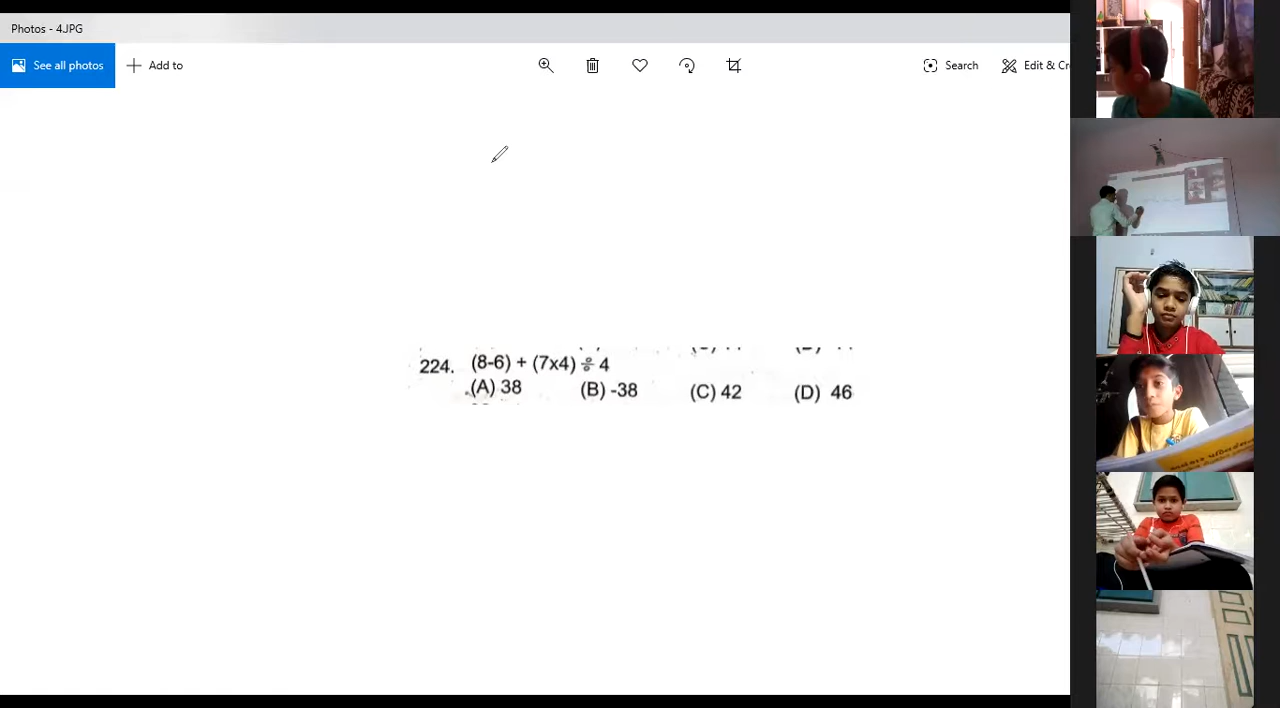 Photos - 4.JPG
See all photos
Add to
Search
Edit & Cr
224. (8-6) + (7x4) ÷ 4
(A) 38 (B) -38 (C) 42 (D) 46